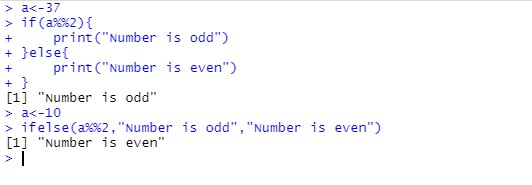 > a<-37
> if(a%%2){
+     print("Number is odd")
+ }else{
+     print("Number is even")
+ }
[1] "Number is odd"
> a<-10
> ifelse(a%%2,"Number is odd","Number is even")
[1] "Number is even"
>